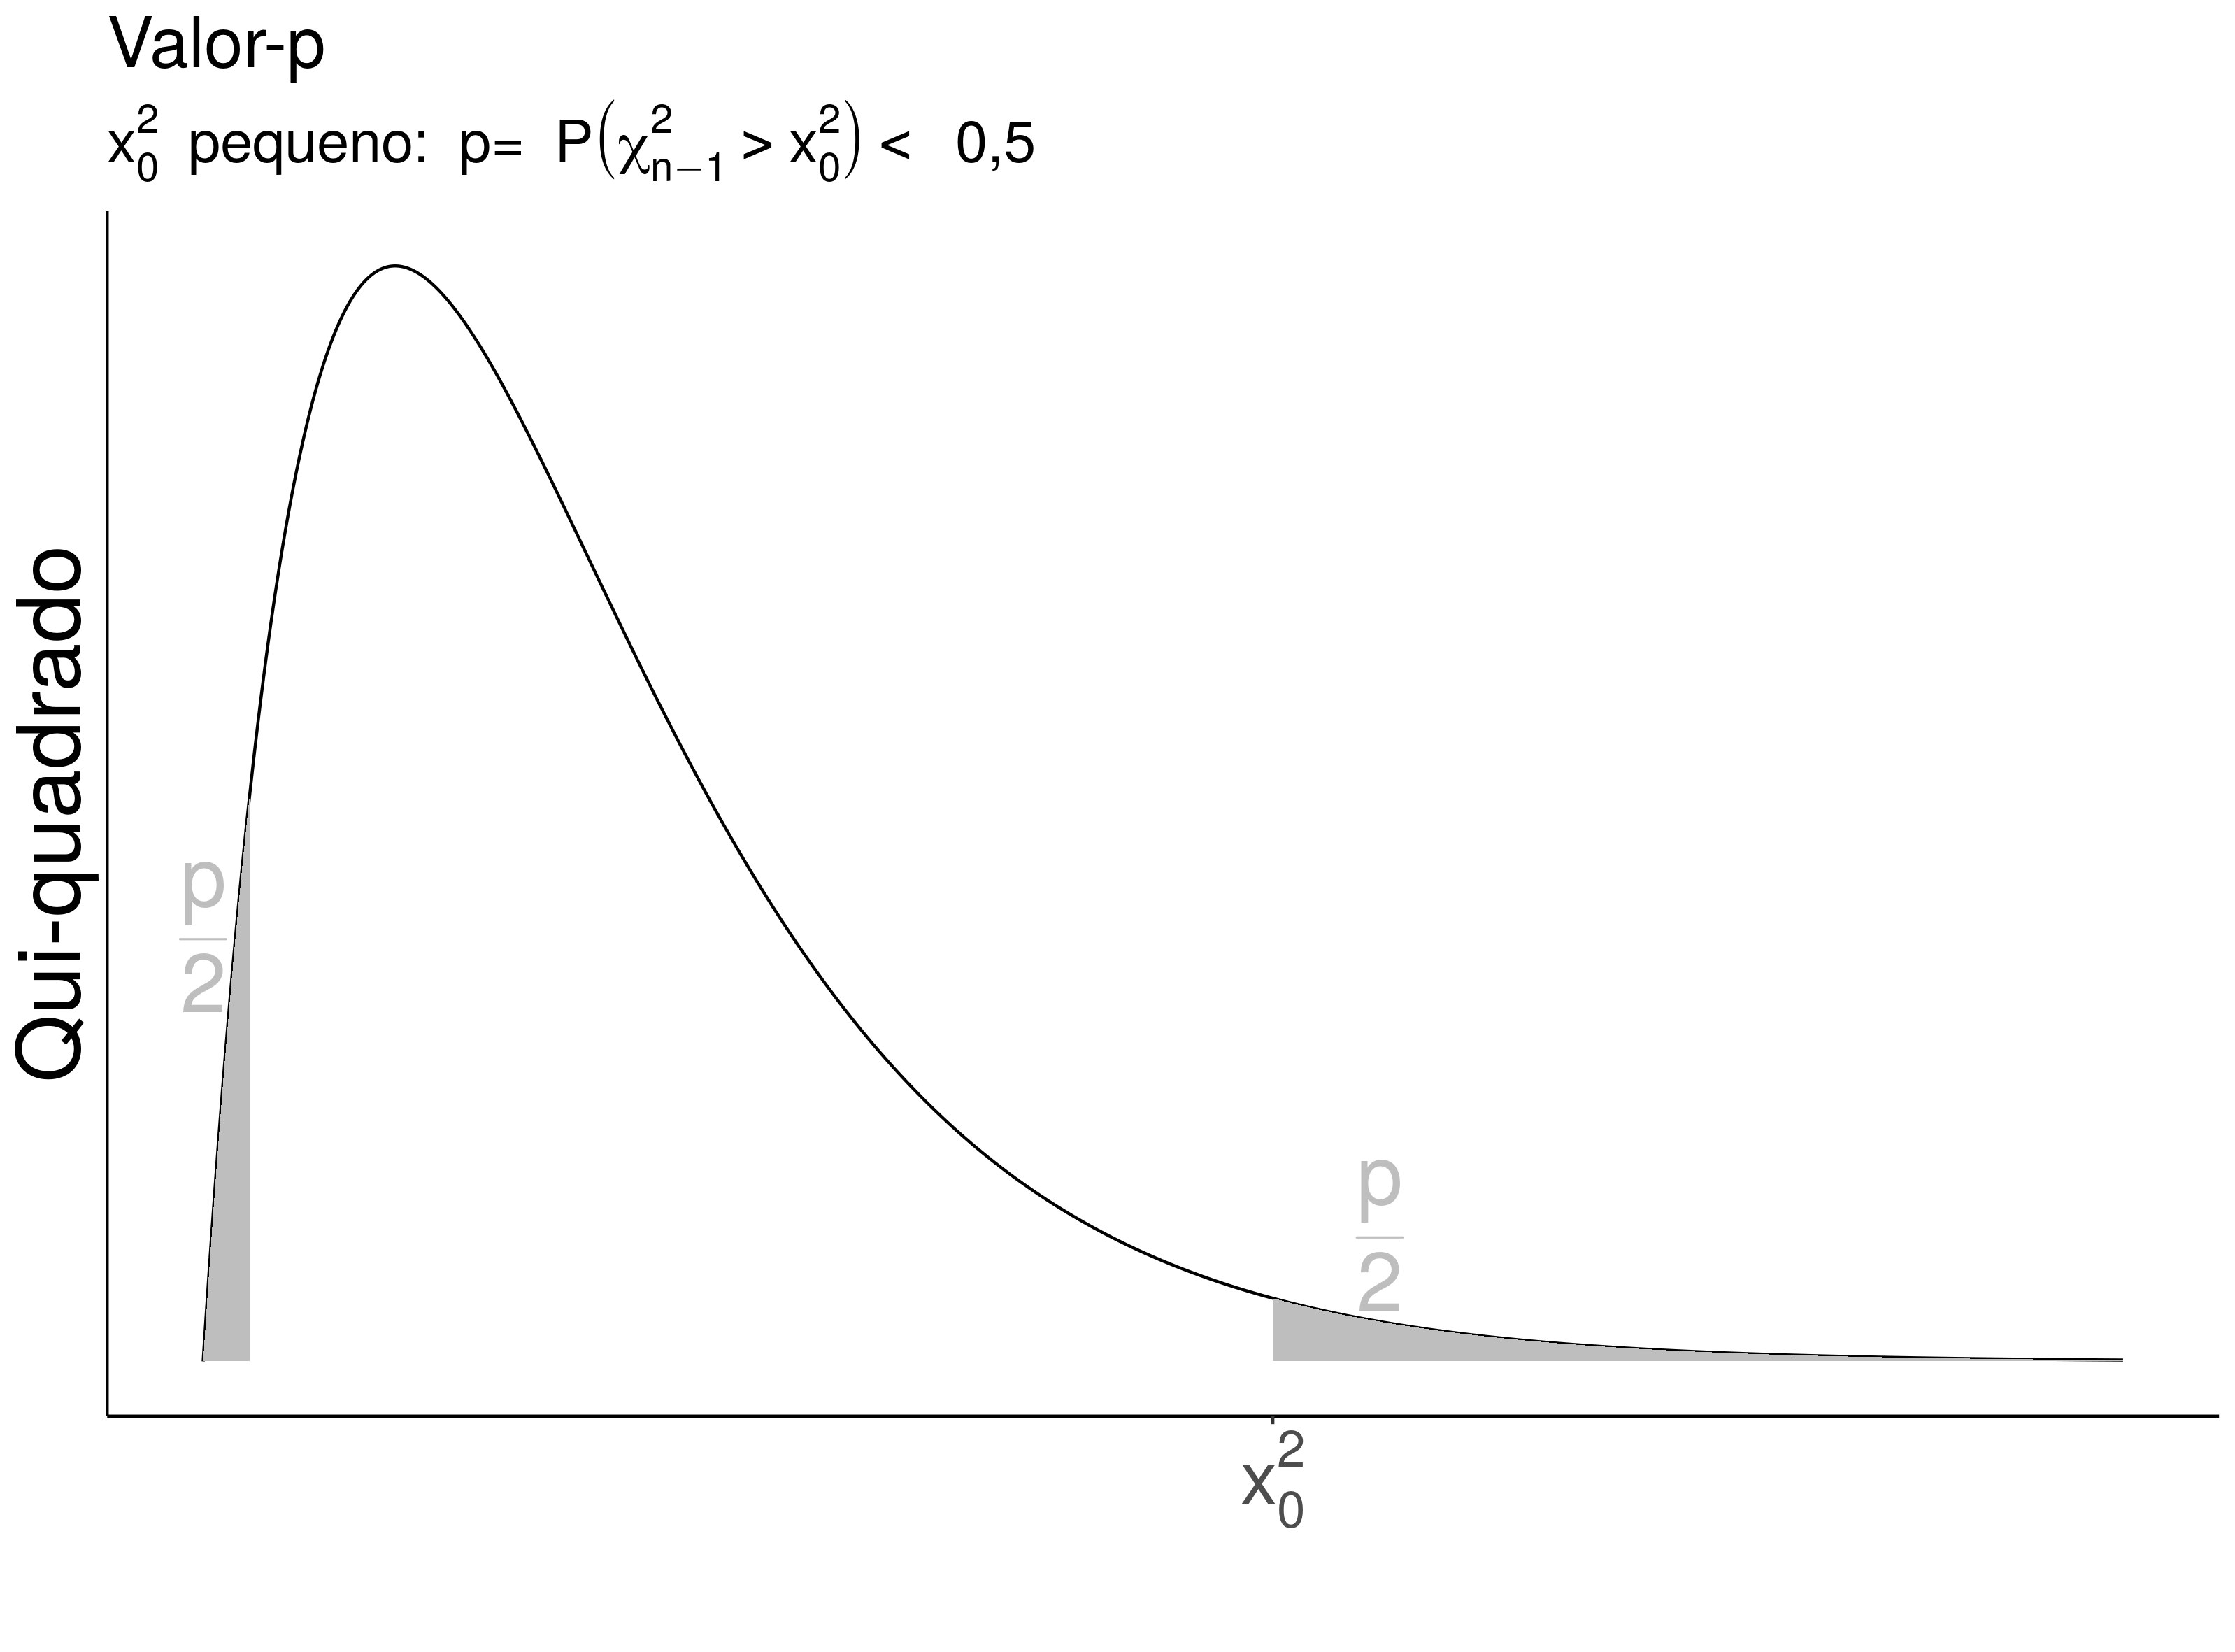 Valor-p
x₀² pequeno: p= P(χ²ₙ₋₁ > x₀²) < 0,5
Qui-quadrado
p
2
p
2
x₀²